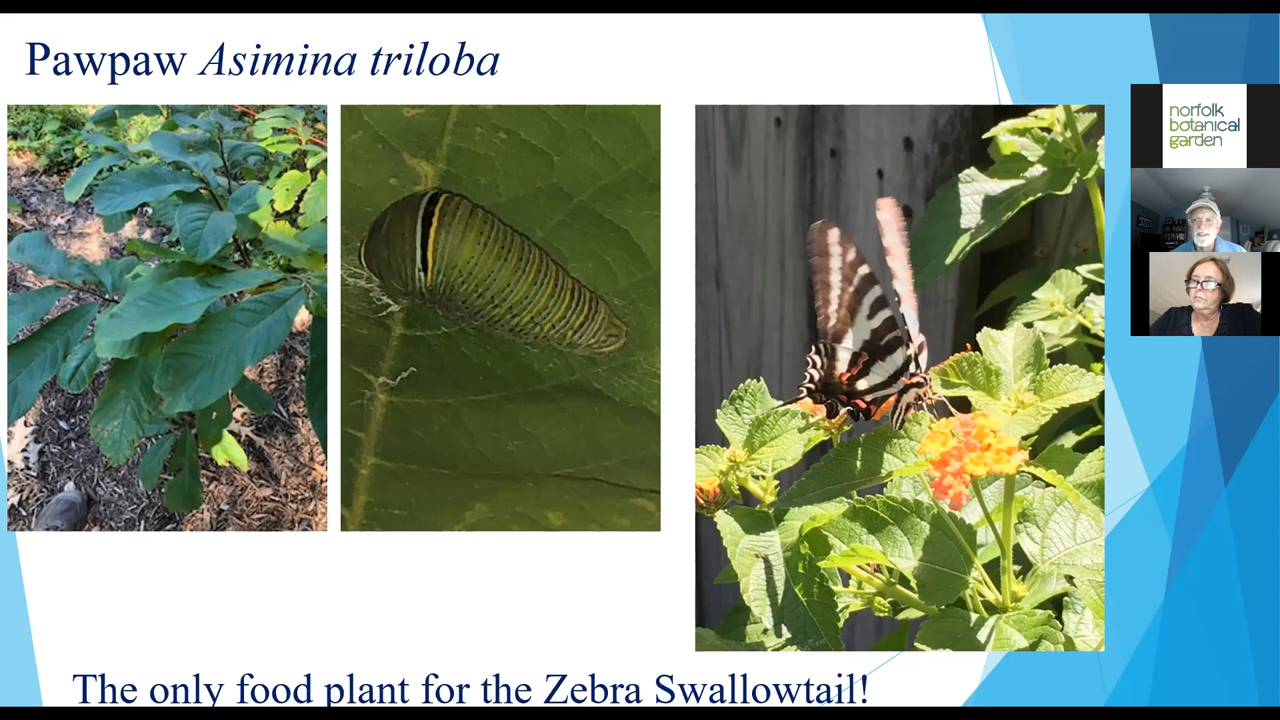 Pawpaw Asimina triloba
norfolk
botanical
garden
The only food plant for the Zebra Swallowtail!